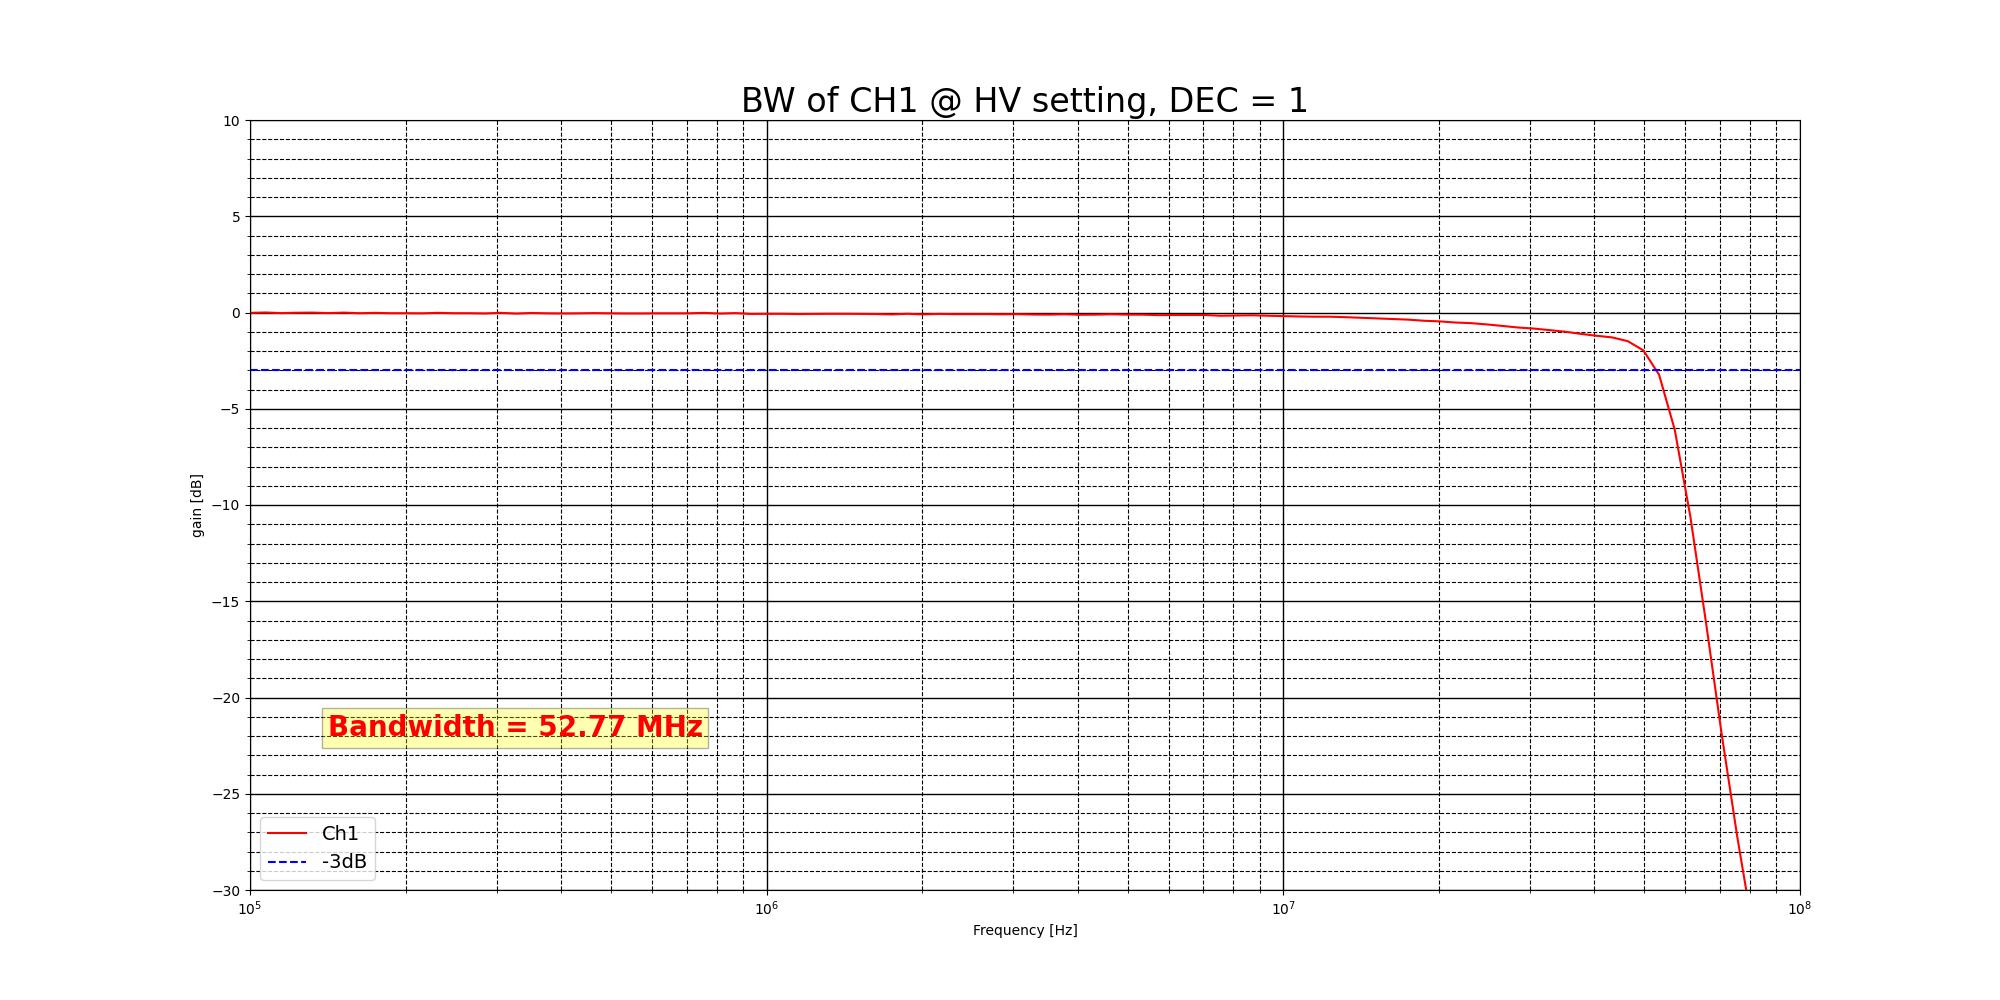 BW of CH1 @ HV setting, DEC = 1
10
5
0
−5
−10
−15
−20
−25
−30
gain [dB]
Bandwidth = 52.77 MHz
Ch1
-3dB
10⁵
10⁶
10⁷
10⁸
Frequency [Hz]